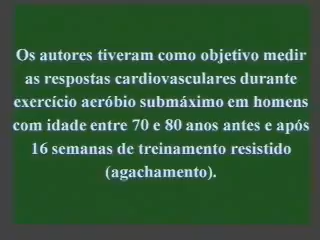 Os autores tiveram como objetivo medir
as respostas cardiovasculares durante
exercício aeróbio submáximo em homens
com idade entre 70 e 80 anos antes e após
16 semanas de treinamento resistido
(agachamento).